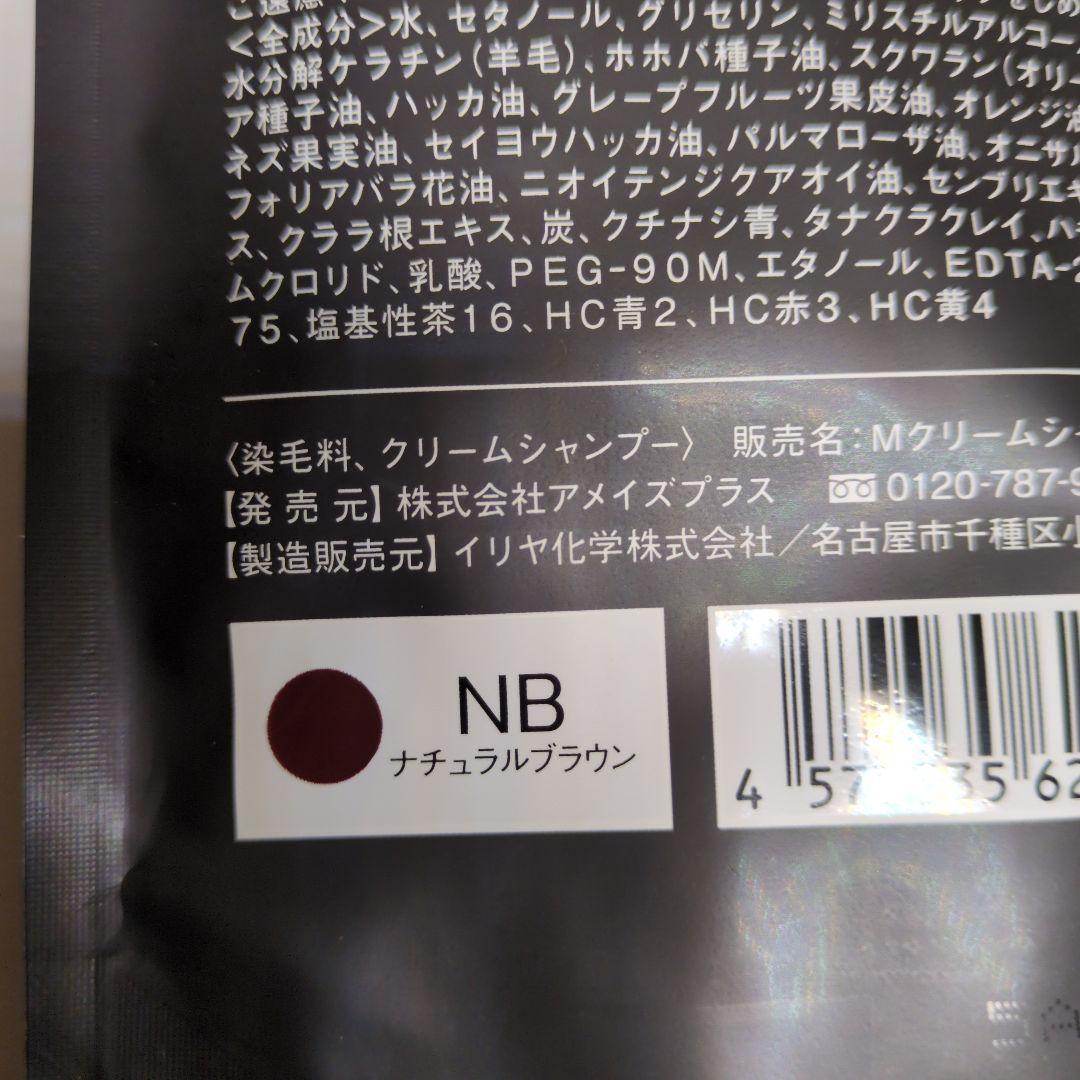 <全成分>水、セタノール、グリセリン、ミリスチルアルコー
水分解ケラチン(羊毛)、ホホバ種子油、スクワラン(オリー
ア種子油、ハッカ油、グレープフルーツ果皮油、オレンジ油
ネズ果実油、セイヨウハッカ油、パルマローザ油、オニサル
フォリアバラ花油、ニオイテンジクアオイ油、センブリエキ
ス、クララ根エキス、炭、クチナシ青、タナクラクレイ、ハ
ムクロリド、乳酸、PEG-90M、エタノール、EDTA-2
75、塩基性茶16、HC青2、HC赤3、HC黄4
〈染毛料、クリームシャンプー〉 販売名：Mクリームシ
【発売元】株式会社アメイズプラス 0120-787-9
【製造販売元】イリヤ化学株式会社／名古屋市千種区
NB
ナチュラルブラウン
4 57 35 62